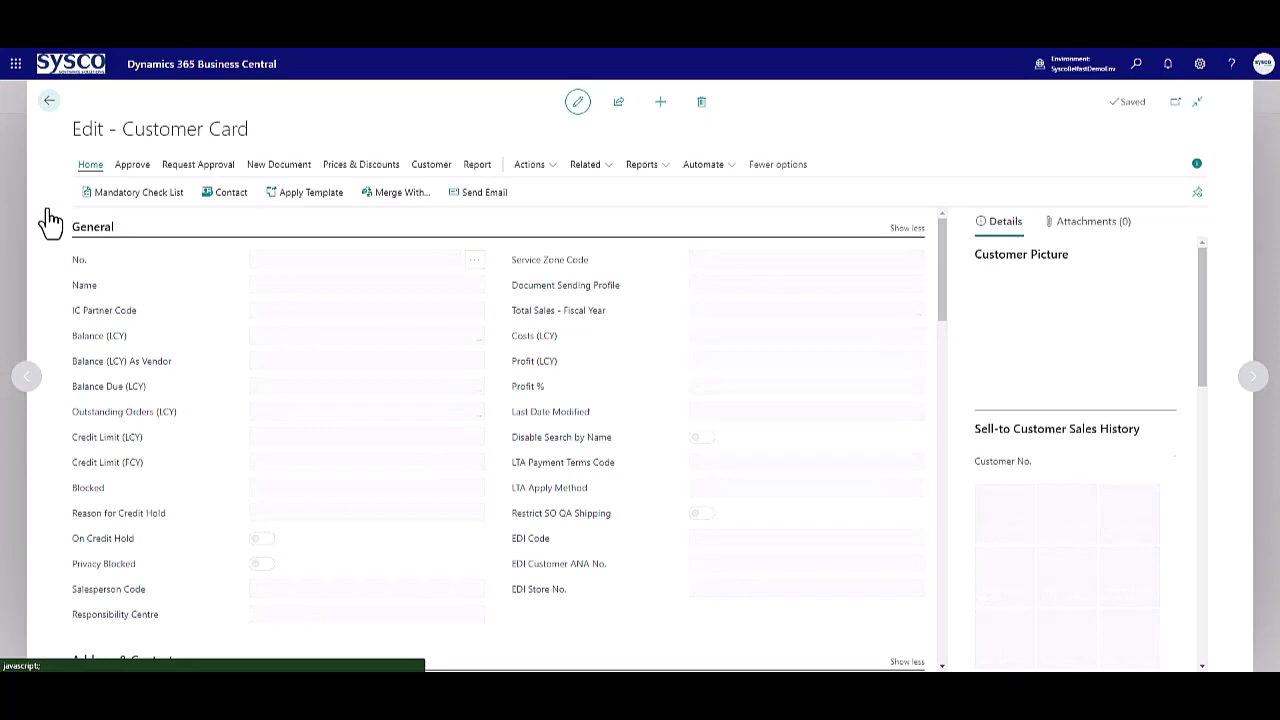 sysco
SOFTWARE SOLUTIONS
Dynamics 365 Business Central
Environment:
SyscoBelfastDemoEnv
sysco
Saved
Edit - Customer Card
Home
Approve
Request Approval
New Document
Prices & Discounts
Customer
Report
Actions
Related
Reports
Automate
Fewer options
Mandatory Check List
Contact
Apply Template
Merge With...
Send Email
General
Show less
No.
...
Name
IC Partner Code
Balance (LCY)
Balance (LCY) As Vendor
Balance Due (LCY)
Outstanding Orders (LCY)
Credit Limit (LCY)
Credit Limit (FCY)
Blocked
Reason for Credit Hold
On Credit Hold
Privacy Blocked
Salesperson Code
Responsibility Centre
Service Zone Code
Document Sending Profile
Total Sales - Fiscal Year
Costs (LCY)
Profit (LCY)
Profit %
Last Date Modified
Disable Search by Name
LTA Payment Terms Code
LTA Apply Method
Restrict SO QA Shipping
EDI Code
EDI Customer ANA No.
EDI Store No.
Show less
Details
Attachments (0)
Customer Picture
Sell-to Customer Sales History
Customer No.
javascript:;